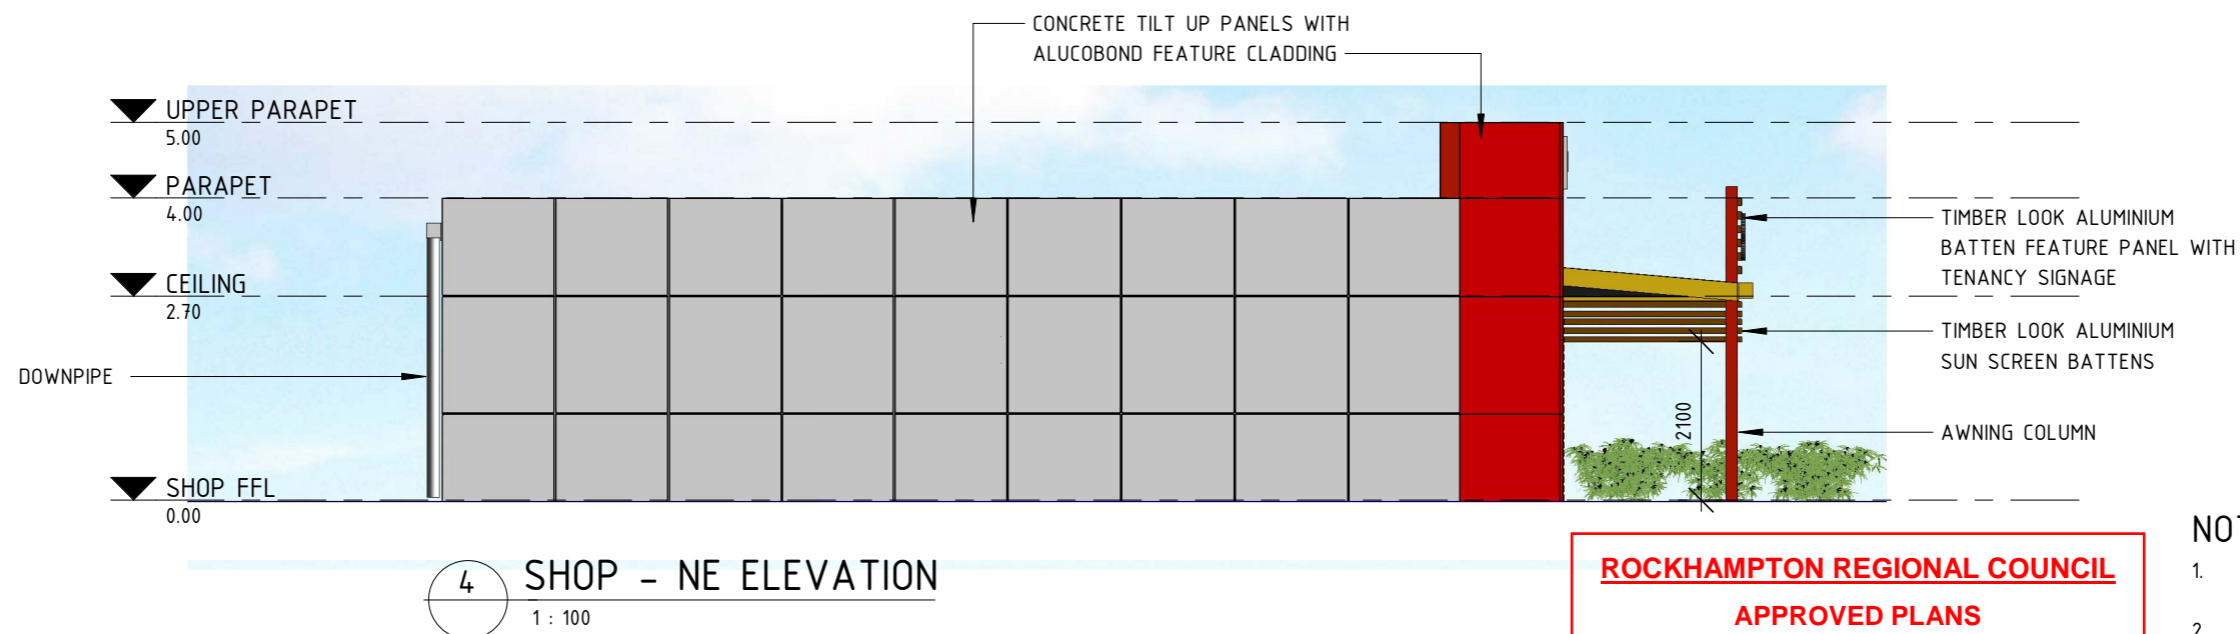 CONCRETE TILT UP PANELS WITH
ALUCOBOND FEATURE CLADDING
UPPER PARAPET
5.00
PARAPET
4.00
CEILING
2.70
DOWNPIPE
SHOP FFL
0.00
TIMBER LOOK ALUMINIUM
BATTEN FEATURE PANEL WITH
TENANCY SIGNAGE
TIMBER LOOK ALUMINIUM
SUN SCREEN BATTENS
2100
AWNING COLUMN
4 SHOP - NE ELEVATION
1 : 100
ROCKHAMPTON REGIONAL COUNCIL
APPROVED PLANS
1.
2